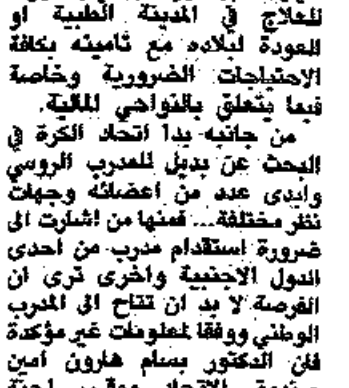 للعلاج في المدينة الطبية او
العودة لبلاده مع تامينه بكافة
الاحتياجات الضرورية وخاصة
فيما يتعلق بالنواحي المالية.
من جانبه بدا اتحاد الكرة في
البحث عن بديل للمدرب الروسي
وابدى عدد من اعضائه وجهات
نظر مختلفة... فمنها من اشارت الى
ضرورة استقدام مدرب من احدى
الدول الاجنبية واخرى ترى ان
الفرصة لا بد ان تتاح الى المدرب
الوطني ووفقا لمعلومات غير مؤكدة
فان الدكتور بسام هارون امين